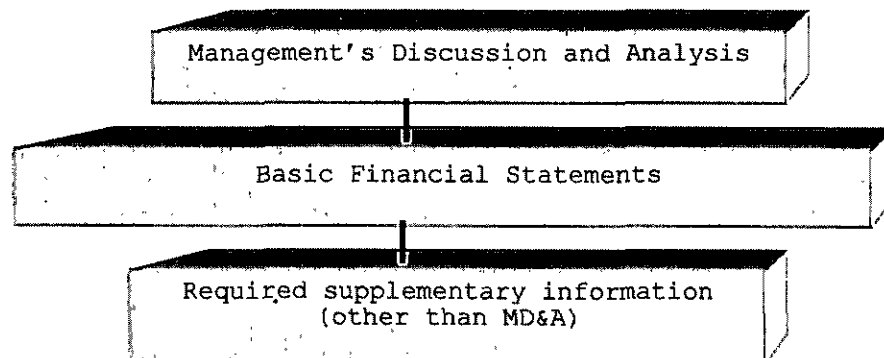 Management's Discussion and Analysis
Basic Financial Statements
Required supplementary information
(other than MD&A)